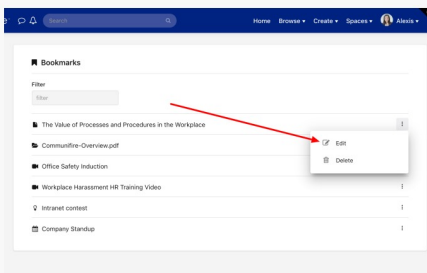 Search
Home Browse Create Spaces Alexis
Bookmarks
Filter
filter
The Value of Processes and Procedures in the Workplace
Communifire-Overview.pdf
Edit
Office Safety Induction
Delete
Workplace Harassment HR Training Video
Intranet contest
Company Standup